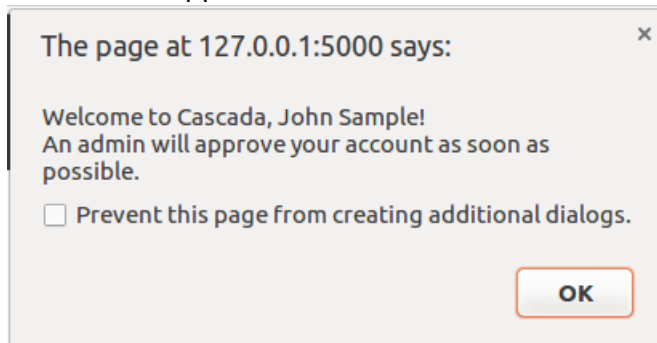 The page at 127.0.0.1:5000 says:
Welcome to Cascada, John Sample!
An admin will approve your account as soon as
possible.
Prevent this page from creating additional dialogs.
OK